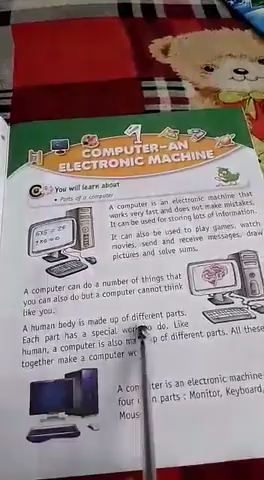 COMPUTER-AN
ELECTRONIC MACHINE
You will learn about
• Parts of a computer
A computer is an electronic machine that
works very fast and does not make mistakes.
It can be used for storing lots of information.
It can also be used to play games, watch
movies, send and receive messages, draw
pictures and solve sums.
5x5 = 25
A computer can do a number of things that
you can also do but a computer cannot think
like you.
A human body is made up of different parts.
Each part has a special do. Like
human, a computer is also of different parts. All these
together make a computer
A is an electronic machine
parts : Monitor, Keyboard,